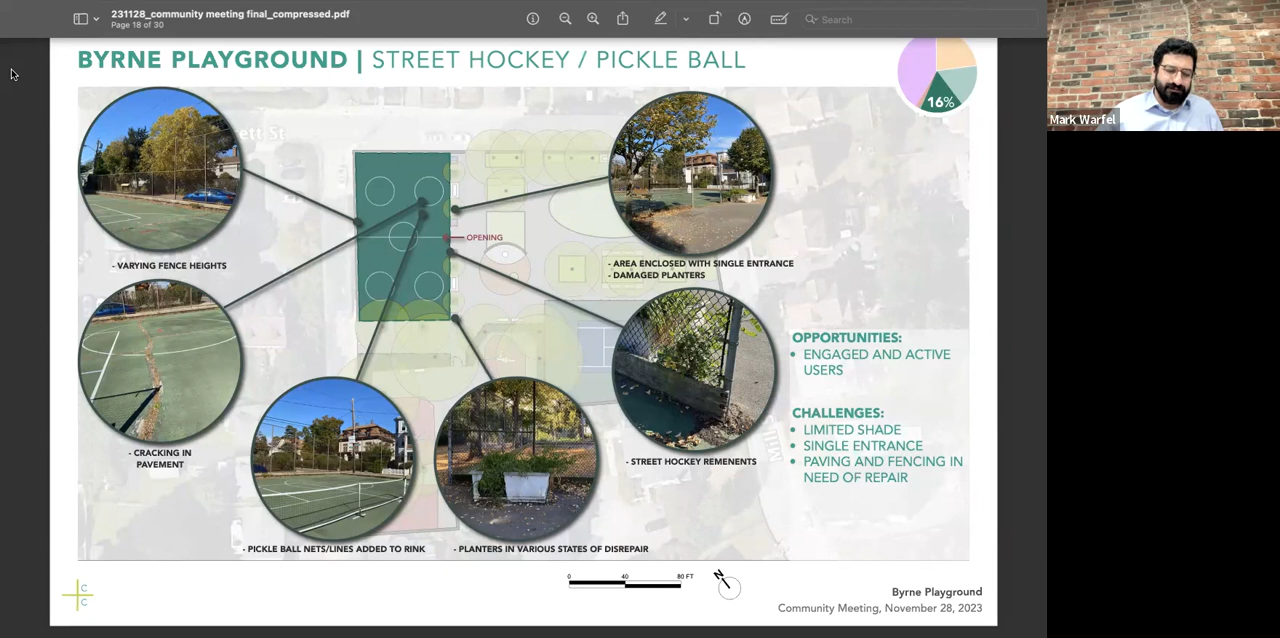 231128_community meeting final_compressed.pdf
Page 18 of 30
Search
BYRNE PLAYGROUND | STREET HOCKEY / PICKLE BALL
16%
Mark Warfel
ett St
OPENING
- VARYING FENCE HEIGHTS
- AREA ENCLOSED WITH SINGLE ENTRANCE
- DAMAGED PLANTERS
OPPORTUNITIES:
• ENGAGED AND ACTIVE
USERS
CHALLENGES:
• LIMITED SHADE
• SINGLE ENTRANCE
• PAVING AND FENCING IN
NEED OF REPAIR
- CRACKING IN
PAVEMENT
- STREET HOCKEY REMENENTS
- PICKLE BALL NETS/LINES ADDED TO RINK
- PLANTERS IN VARIOUS STATES OF DISREPAIR
0 40 80 FT
N
C
C
Byrne Playground
Community Meeting, November 28, 2023